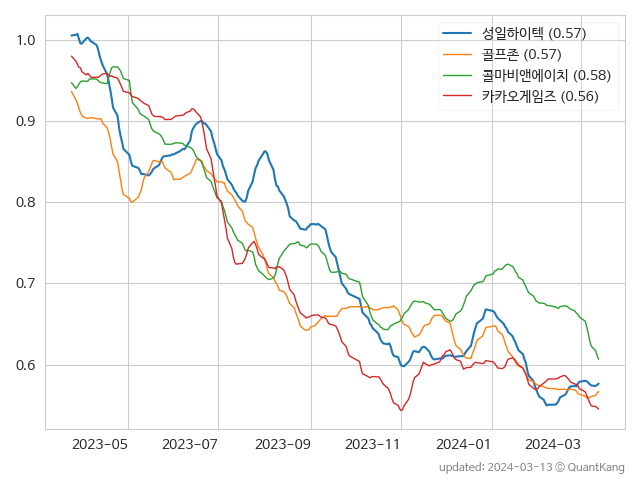 성일하이텍 (0.57)
골프존 (0.57)
콜마비앤에이치 (0.58)
카카오게임즈 (0.56)
1.0
0.9
0.8
0.7
0.6
2023-05 2023-07 2023-09 2023-11 2024-01 2024-03
updated: 2024-03-13 © QuantKang